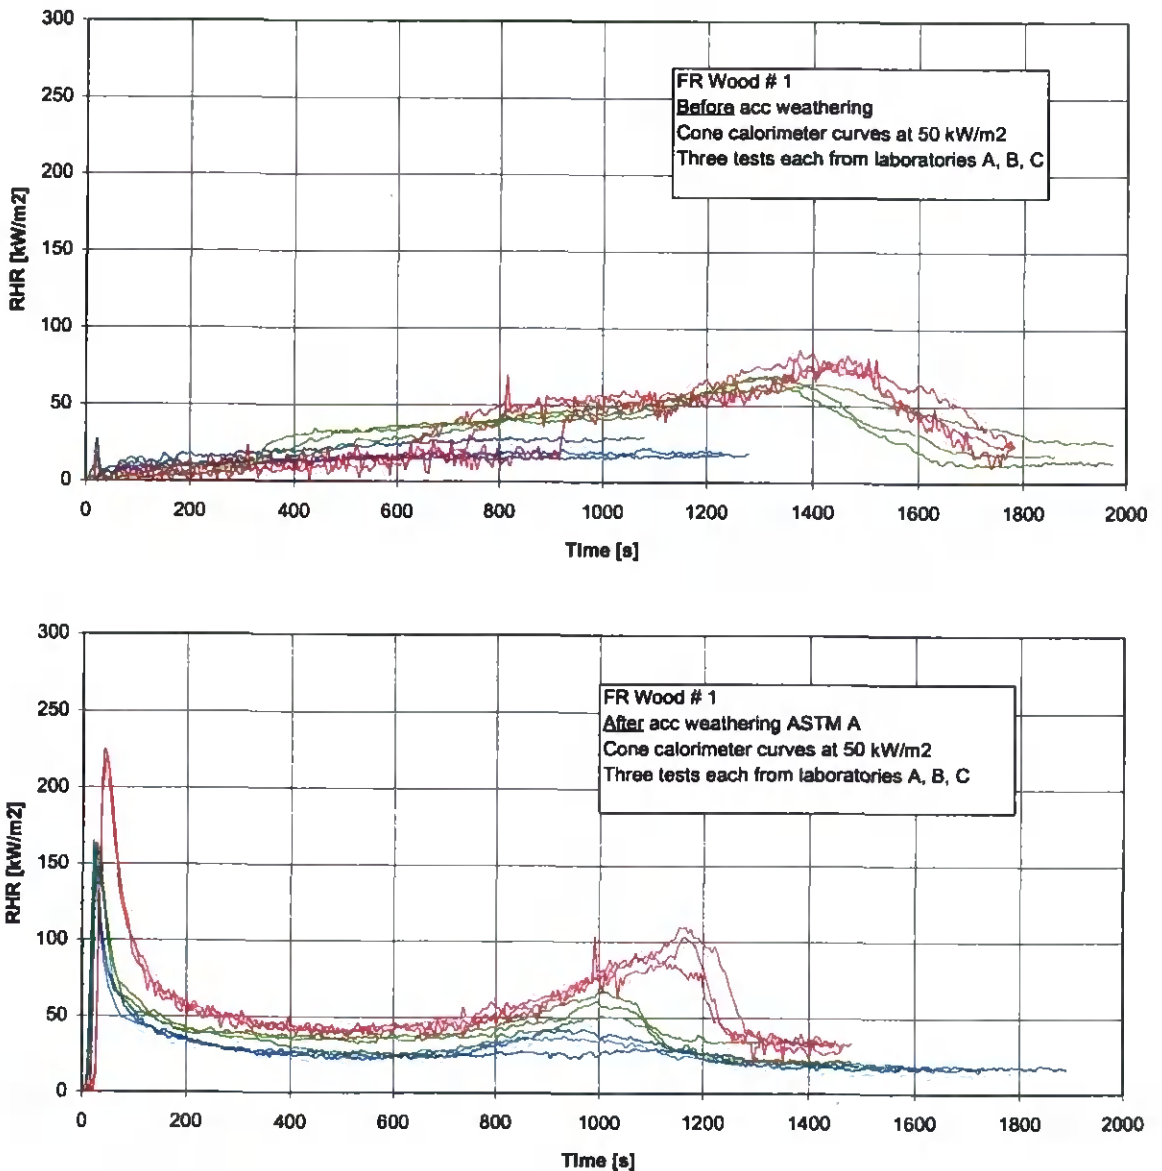 300
250
200
150
100
50
0
RHR [kW/m2]
FR Wood # 1
Before acc weathering
Cone calorimeter curves at 50 kW/m2
Three tests each from laboratories A, B, C
0 200 400 600 800 1000 1200 1400 1600 1800 2000
Time [s]
300
250
200
150
100
50
0
RHR [kW/m2]
FR Wood # 1
After acc weathering ASTM A
Cone calorimeter curves at 50 kW/m2
Three tests each from laboratories A, B, C
0 200 400 600 800 1000 1200 1400 1600 1800 2000
Time [s]